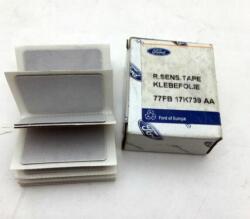 Ford
R.SENS.TAPE
KLEBEFOLIE
77FB 17K739 AA
Ford of Europe